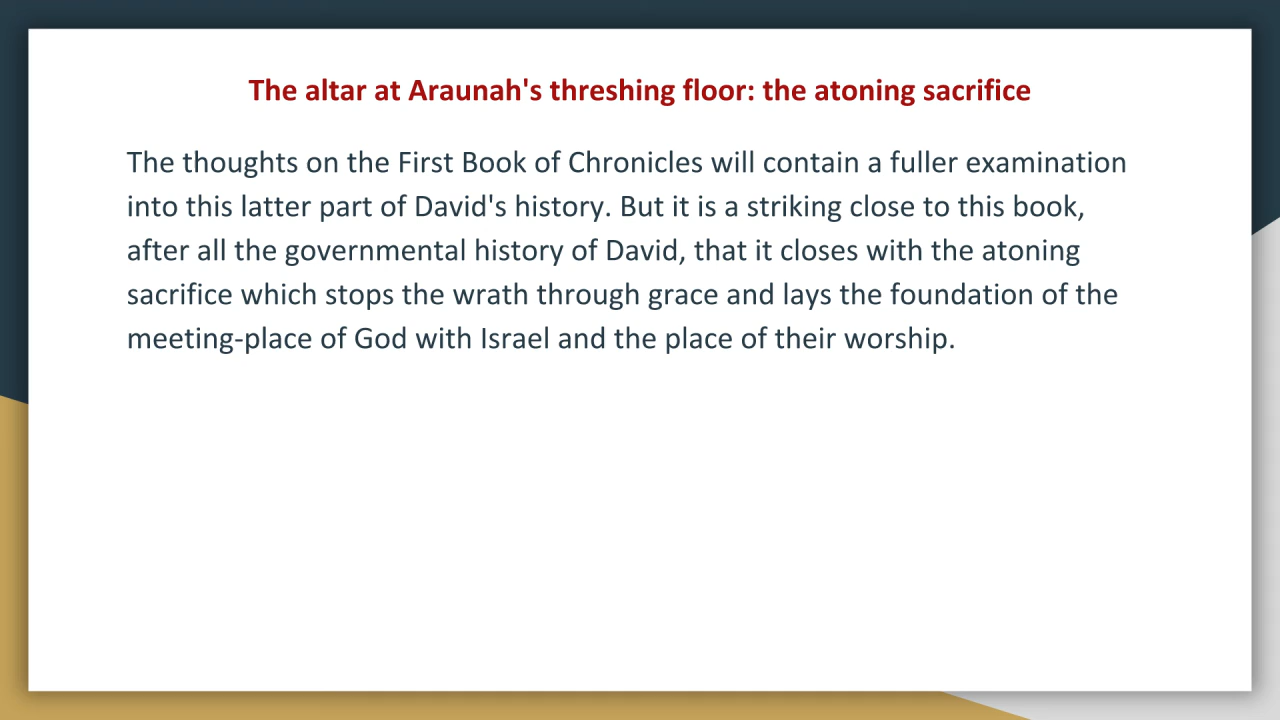 The altar at Araunah's threshing floor: the atoning sacrifice
The thoughts on the First Book of Chronicles will contain a fuller examination
into this latter part of David's history. But it is a striking close to this book,
after all the governmental history of David, that it closes with the atoning
sacrifice which stops the wrath through grace and lays the foundation of the
meeting-place of God with Israel and the place of their worship.